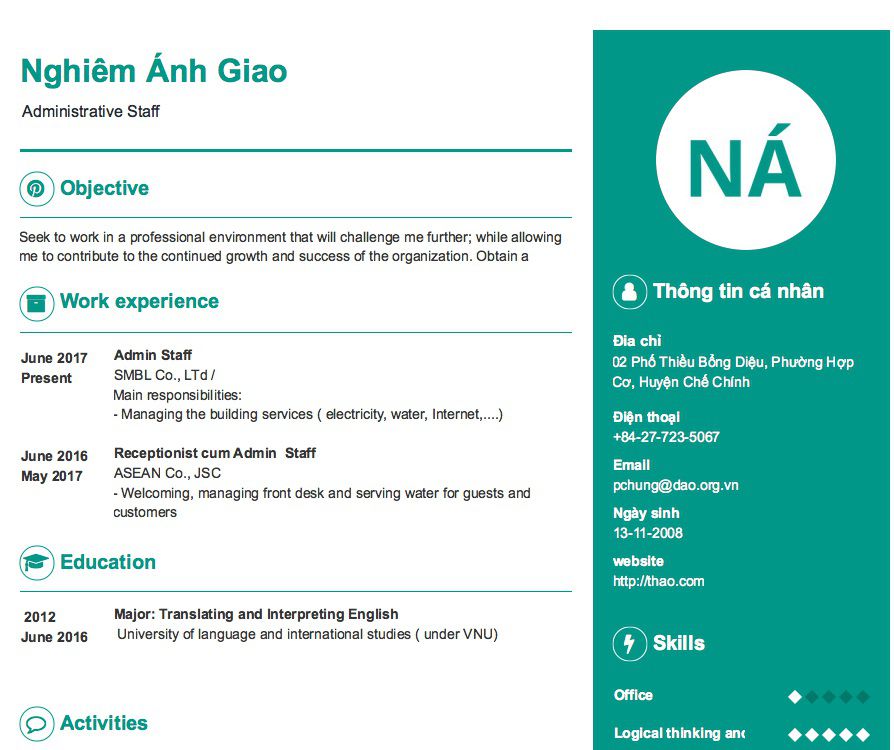 Nghiêm Ánh Giao
Administrative Staff
Objective
Seek to work in a professional environment that will challenge me further; while allowing
me to contribute to the continued growth and success of the organization. Obtain a
Work experience
June 2017
Present
Admin Staff
SMBL Co., LTd /
Main responsibilities:
- Managing the building services ( electricity, water, Internet,....)
June 2016
May 2017
Receptionist cum Admin Staff
ASEAN Co., JSC
- Welcoming, managing front desk and serving water for guests and
customers
Education
2012
June 2016
Major: Translating and Interpreting English
University of language and international studies ( under VNU)
Activities
NÁ
Thông tin cá nhân
Địa chỉ
02 Phố Thiều Bổng Diệu, Phường Hợp
Cơ, Huyện Chế Chính
Điện thoại
+84-27-723-5067
Email
pchung@dao.org.vn
Ngày sinh
13-11-2008
website
http://thao.com
Skills
Office
Logical thinking and